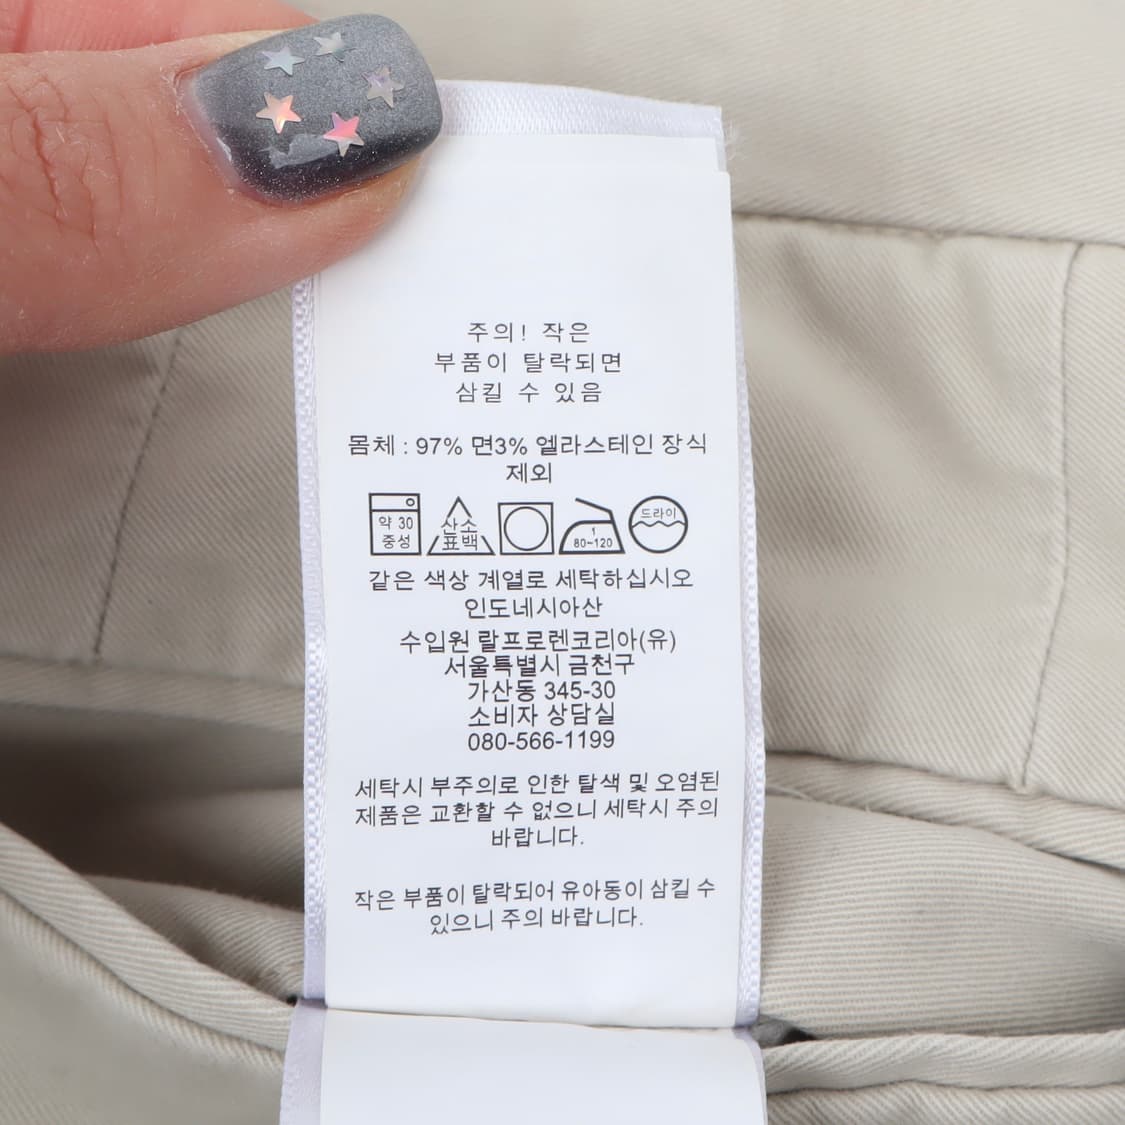 주의! 작은
부품이 탈락되면
삼킬 수 있음
몸체 : 97% 면3% 엘라스테인 장식
제외
약 30
중성
산소
표백
1
80~120
드라이
같은 색상 계열로 세탁하십시오
인도네시아산
수입원 랄프로렌코리아(유)
서울특별시 금천구
가산동 345-30
소비자 상담실
080-566-1199
세탁시 부주의로 인한 탈색 및 오염된
제품은 교환할 수 없으니 세탁시 주의
바랍니다.
작은 부품이 탈락되어 유아동이 삼킬 수
있으니 주의 바랍니다.